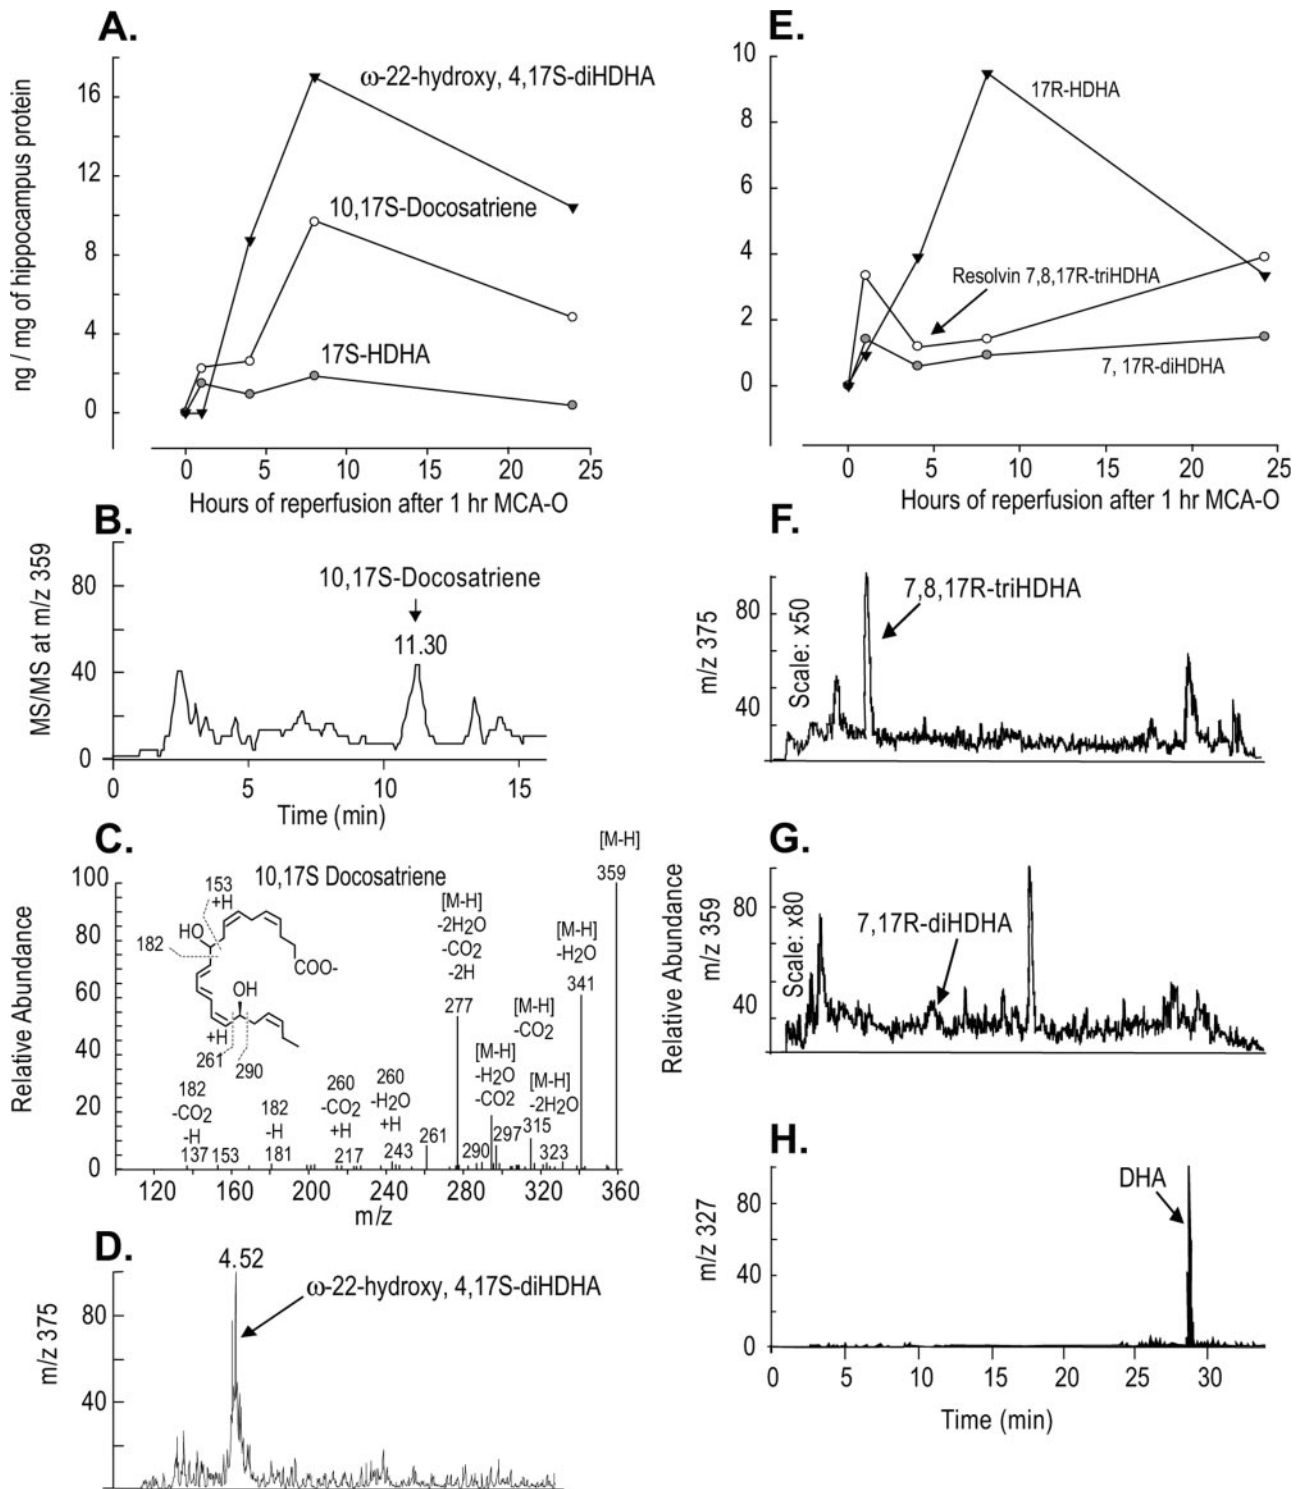 A.
16
12
8
4
0
ng / mg of hippocampus protein
ω-22-hydroxy, 4,17S-diHDHA
10,17S-Docosatriene
17S-HDHA
0 5 10 15 20 25
Hours of reperfusion after 1 hr MCA-O
B.
80
40
0
MS/MS at m/z 359
10,17S-Docosatriene
11.30
0 5 10 15
Time (min)
C.
[M-H]
10,17S Docosatriene
359
100
80
60
40
20
0
Relative Abundance
153
+H
HO
182
COO-
OH
+H
261
290
[M-H]
-2H2O
-CO2
-2H
277
[M-H]
-H2O
341
[M-H]
-CO2
[M-H]
-H2O
-CO2
[M-H]
-2H2O
182
-CO2
-H
137
153
182
-H
181
260
-CO2
+H
217
260
-H2O
+H
243
261
290
297
315
323
120 160 200 240 280 320 360
m/z
D.
4.52
ω-22-hydroxy, 4,17S-diHDHA
80
40
m/z 375
E.
10
8
6
4
2
0
17R-HDHA
Resolvin 7,8,17R-triHDHA
7, 17R-diHDHA
0 5 10 15 20 25
Hours of reperfusion after 1 hr MCA-O
F.
80
40
m/z 375
Scale: x50
7,8,17R-triHDHA
G.
80
40
Relative Abundance
m/z 359
Scale: x80
7,17R-diHDHA
H.
80
40
0
m/z 327
DHA
0 5 10 15 20 25 30
Time (min)